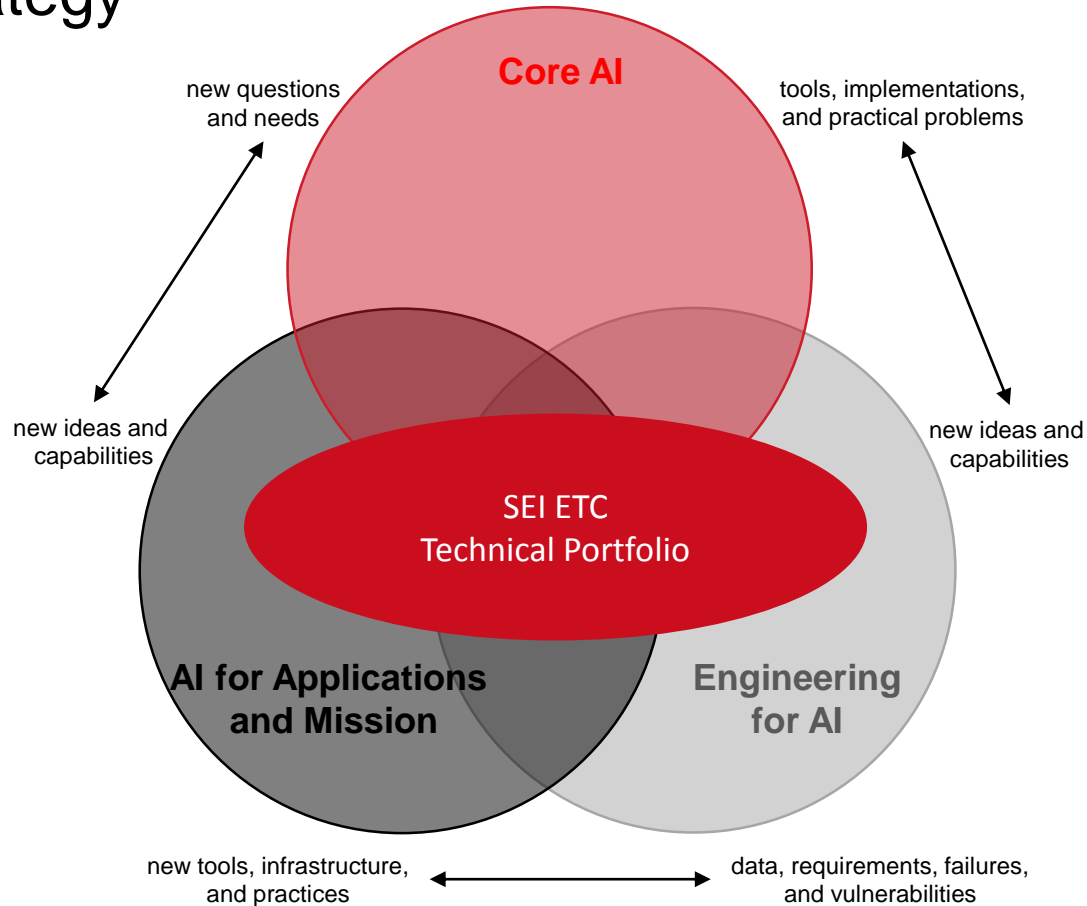 Core AI
new questions
and needs
tools, implementations,
and practical problems
new ideas and
capabilities
new ideas and
capabilities
SEI ETC
Technical Portfolio
AI for Applications
and Mission
Engineering
for AI
new tools, infrastructure,
and practices
data, requirements, failures,
and vulnerabilities